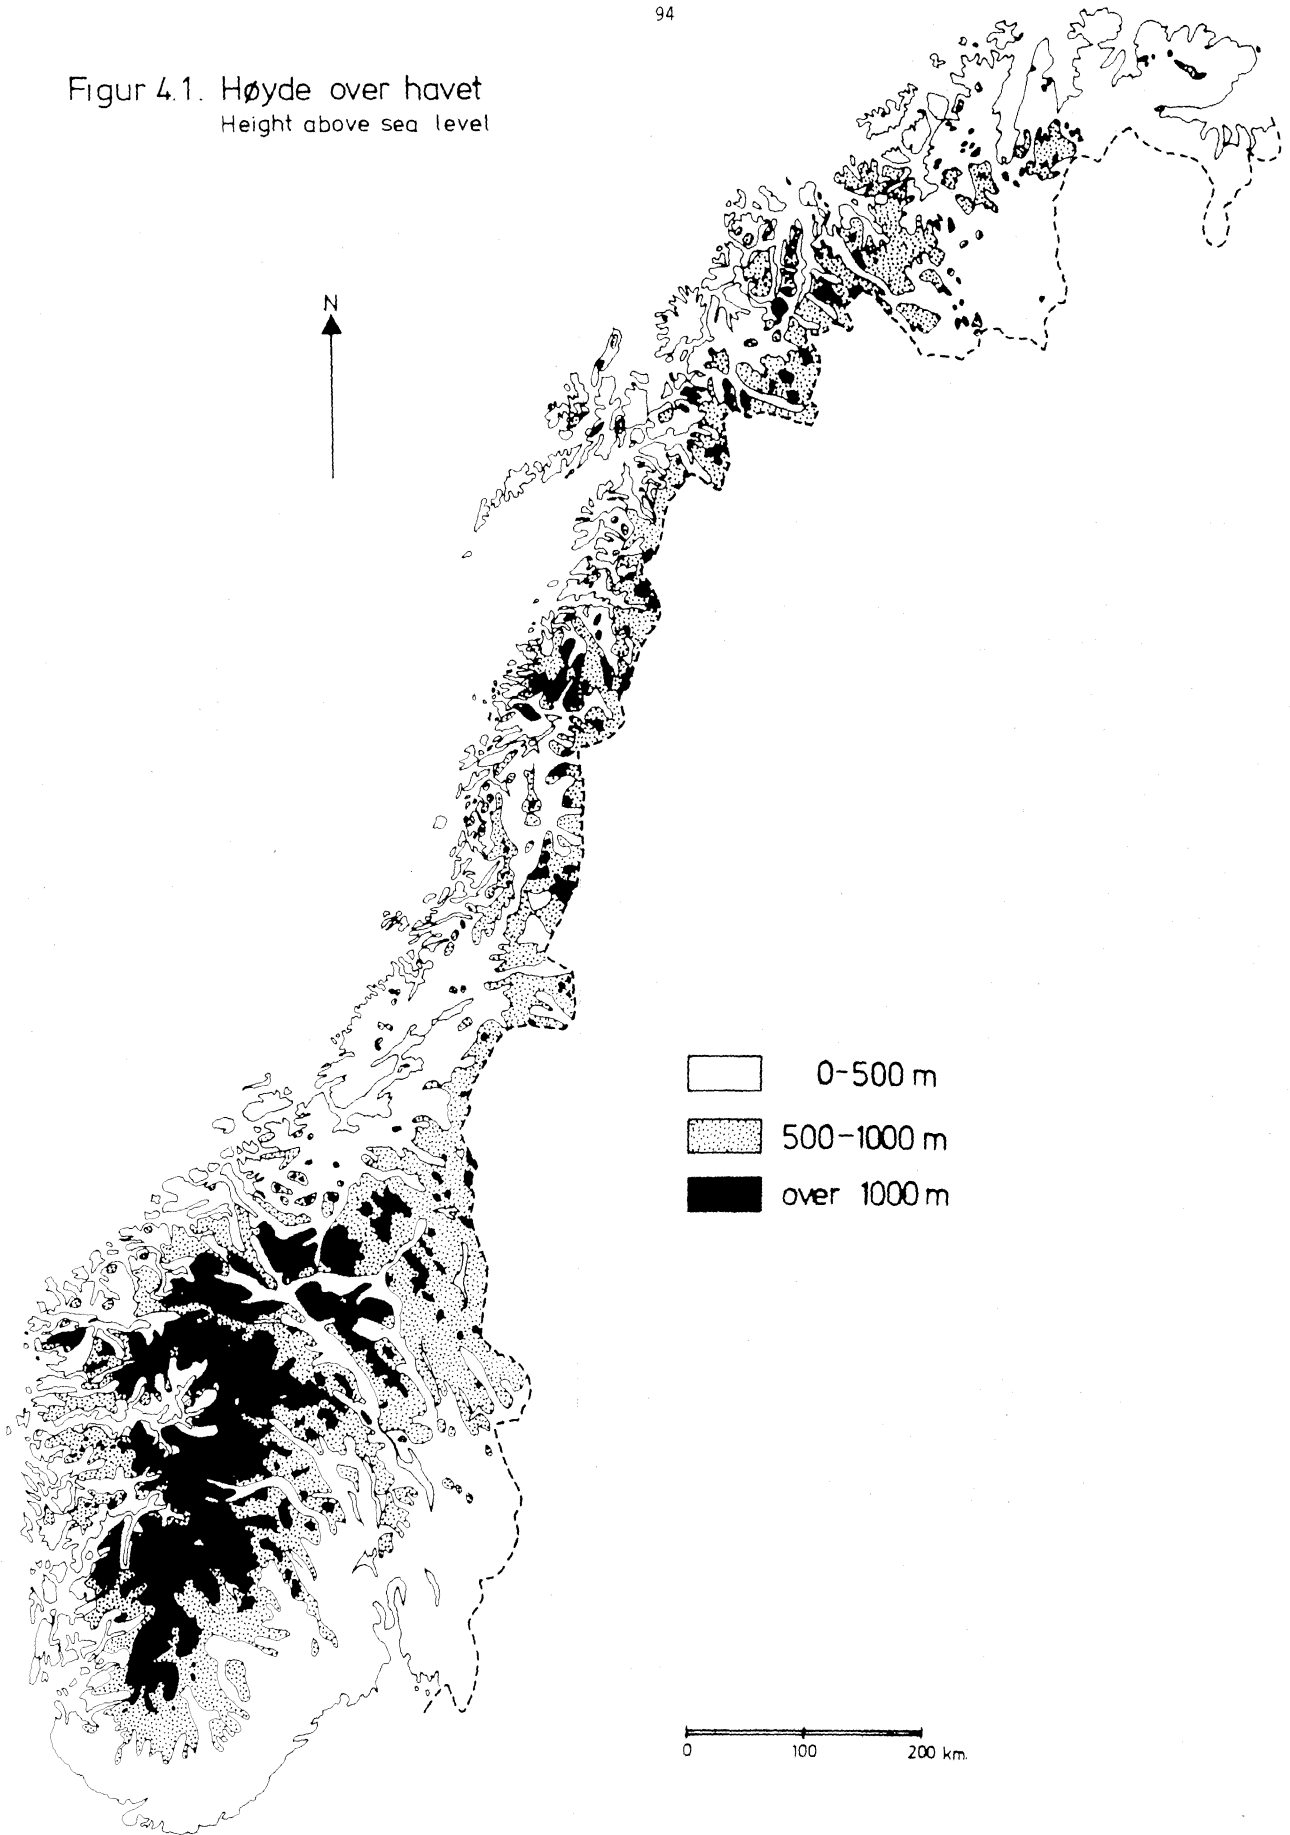 94
Figur 4.1. Høyde over havet
Height above sea level
N
0-500 m
500-1000 m
over 1000 m
0 100 200 km.